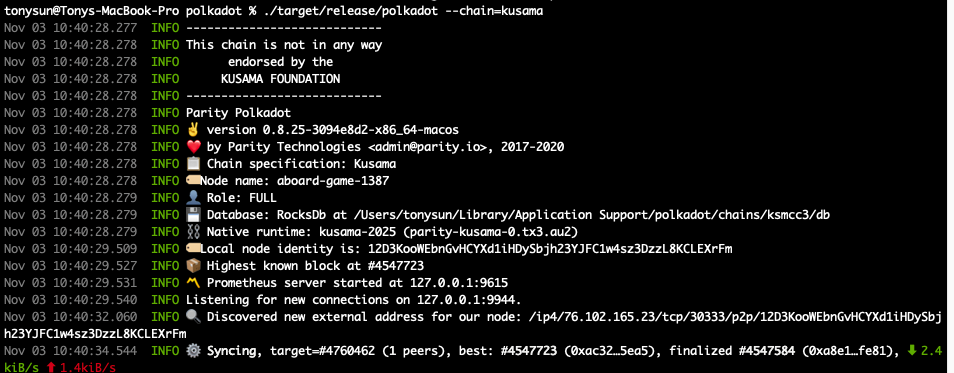 tonysun@Tonys-MacBook-Pro polkadot % ./target/release/polkadot --chain=kusama
Nov 03 10:40:28.277  INFO ----------------------------
Nov 03 10:40:28.278  INFO This chain is not in any way
Nov 03 10:40:28.278  INFO       endorsed by the
Nov 03 10:40:28.278  INFO      KUSAMA FOUNDATION
Nov 03 10:40:28.278  INFO ----------------------------
Nov 03 10:40:28.278  INFO Parity Polkadot
Nov 03 10:40:28.278  INFO ✌️ version 0.8.25-3094e8d2-x86_64-macos
Nov 03 10:40:28.278  INFO ❤️ by Parity Technologies <admin@parity.io>, 2017-2020
Nov 03 10:40:28.278  INFO 📋 Chain specification: Kusama
Nov 03 10:40:28.278  INFO 🏷Node name: aboard-game-1387
Nov 03 10:40:28.279  INFO 👤 Role: FULL
Nov 03 10:40:28.279  INFO 💾 Database: RocksDb at /Users/tonysun/Library/Application Support/polkadot/chains/ksmcc3/db
Nov 03 10:40:28.279  INFO ⛓ Native runtime: kusama-2025 (parity-kusama-0.tx3.au2)
Nov 03 10:40:29.509  INFO 🏷Local node identity is: 12D3KooWEbnGvHCYXd1iHDySbjh23YJFC1w4sz3DzzL8KCLEXrFm
Nov 03 10:40:29.527  INFO 📦 Highest known block at #4547723
Nov 03 10:40:29.531  INFO 〽️ Prometheus server started at 127.0.0.1:9615
Nov 03 10:40:29.540  INFO Listening for new connections on 127.0.0.1:9944.
Nov 03 10:40:32.060  INFO 🔍 Discovered new external address for our node: /ip4/76.102.165.23/tcp/30333/p2p/12D3KooWEbnGvHCYXd1iHDySbj
h23YJFC1w4sz3DzzL8KCLEXrFm
Nov 03 10:40:34.544  INFO ⚙️ Syncing, target=#4760462 (1 peers), best: #4547723 (0xac32…5ea5), finalized #4547584 (0xa8e1…fe81), ⬇ 2.4
kiB/s ⬆ 1.4kiB/s